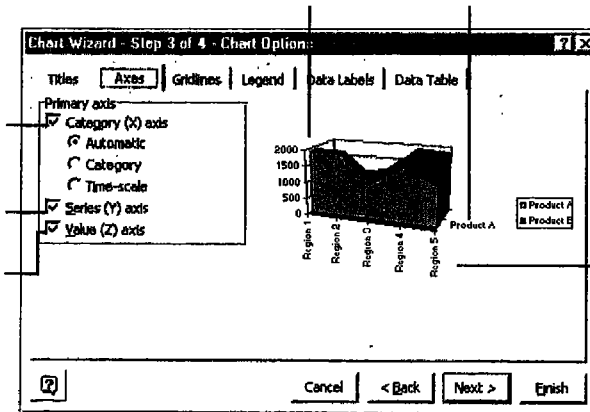 Chart Wizard - Step 3 of 4 - Chart Options
Titles Axes Gridlines Legend Data Labels Data Table
Primary axis
Category (X) axis
Automatic
Category
Time-scale
Series (Y) axis
Value (Z) axis
2000
1500
1000
500
0
Region 1
Region 2
Region 3
Region 4
Region 5
Product A
Product A
Product B
Cancel < Back Next > Finish